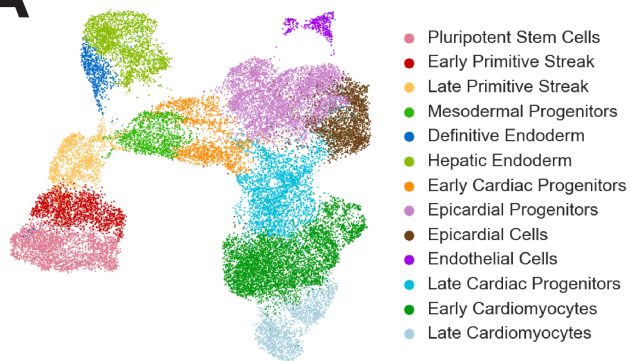 A
Pluripotent Stem Cells
Early Primitive Streak
Late Primitive Streak
Mesodermal Progenitors
Definitive Endoderm
Hepatic Endoderm
Early Cardiac Progenitors
Epicardial Progenitors
Epicardial Cells
Endothelial Cells
Late Cardiac Progenitors
Early Cardiomyocytes
Late Cardiomyocytes